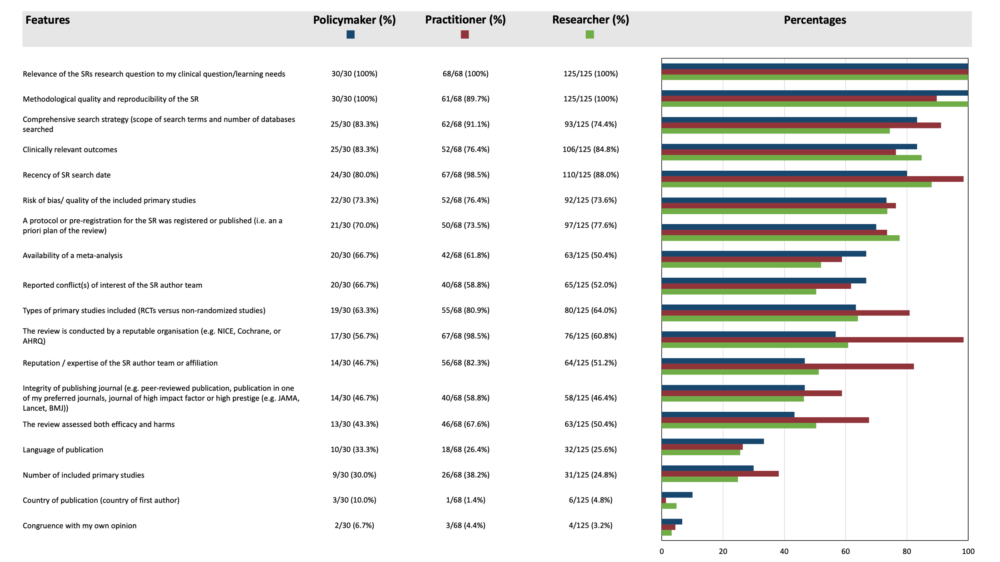 Features Policymaker (%) Practitioner (%) Researcher (%) Percentages
Relevance of the SRs research question to my clinical question/learning needs 30/30 (100%) 68/68 (100%) 125/125 (100%)
Methodological quality and reproducibility of the SR 30/30 (100%) 61/68 (89.7%) 125/125 (100%)
Comprehensive search strategy (scope of search terms and number of databases
searched 25/30 (83.3%) 62/68 (91.1%) 93/125 (74.4%)
Clinically relevant outcomes 25/30 (83.3%) 52/68 (76.4%) 106/125 (84.8%)
Recency of SR search date 24/30 (80.0%) 67/68 (98.5%) 110/125 (88.0%)
Risk of bias/ quality of the included primary studies 22/30 (73.3%) 52/68 (76.4%) 92/125 (73.6%)
A protocol or pre-registration for the SR was registered or published (i.e. an a
priori plan of the review) 21/30 (70.0%) 50/68 (73.5%) 97/125 (77.6%)
Availability of a meta-analysis 20/30 (66.7%) 42/68 (61.8%) 63/125 (50.4%)
Reported conflict(s) of interest of the SR author team 20/30 (66.7%) 40/68 (58.8%) 65/125 (52.0%)
Types of primary studies included (RCTs versus non-randomized studies) 19/30 (63.3%) 55/68 (80.9%) 80/125 (64.0%)
The review is conducted by a reputable organisation (e.g. NICE, Cochrane, or
AHRQ) 17/30 (56.7%) 67/68 (98.5%) 76/125 (60.8%)
Reputation / expertise of the SR author team or affiliation 14/30 (46.7%) 56/68 (82.3%) 64/125 (51.2%)
Integrity of publishing journal (e.g. peer-reviewed publication, publication in one
of my preferred journals, journal of high impact factor or high prestige (e.g. JAMA, 14/30 (46.7%) 40/68 (58.8%) 58/125 (46.4%)
Lancet, BMJ))
The review assessed both efficacy and harms 13/30 (43.3%) 46/68 (67.6%) 63/125 (50.4%)
Language of publication 10/30 (33.3%) 18/68 (26.4%) 32/125 (25.6%)
Number of included primary studies 9/30 (30.0%) 26/68 (38.2%) 31/125 (24.8%)
Country of publication (country of first author) 3/30 (10.0%) 1/68 (1.4%) 6/125 (4.8%)
Congruence with my own opinion 2/30 (6.7%) 3/68 (4.4%) 4/125 (3.2%)
0 20 40 60 80 100